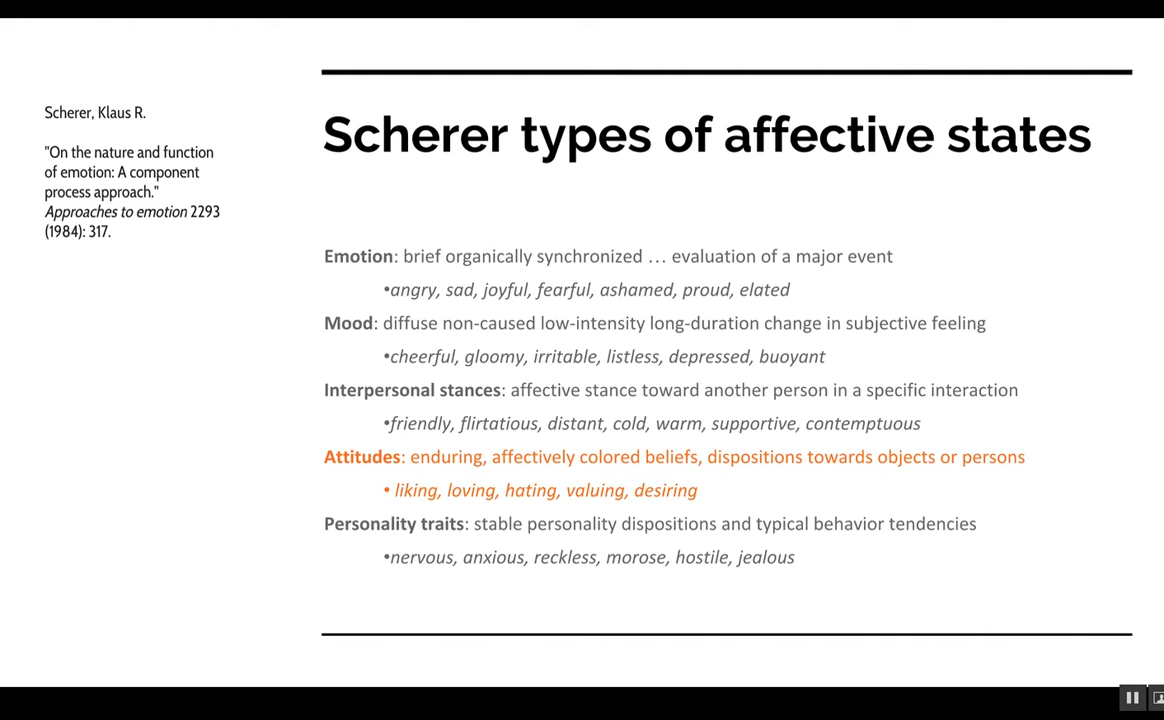 Scherer, Klaus R.
"On the nature and function
of emotion: A component
process approach."
Approaches to emotion 2293
(1984): 317.
Scherer types of affective states
Emotion: brief organically synchronized … evaluation of a major event
•angry, sad, joyful, fearful, ashamed, proud, elated
Mood: diffuse non-caused low-intensity long-duration change in subjective feeling
•cheerful, gloomy, irritable, listless, depressed, buoyant
Interpersonal stances: affective stance toward another person in a specific interaction
•friendly, flirtatious, distant, cold, warm, supportive, contemptuous
Attitudes: enduring, affectively colored beliefs, dispositions towards objects or persons
• liking, loving, hating, valuing, desiring
Personality traits: stable personality dispositions and typical behavior tendencies
•nervous, anxious, reckless, morose, hostile, jealous